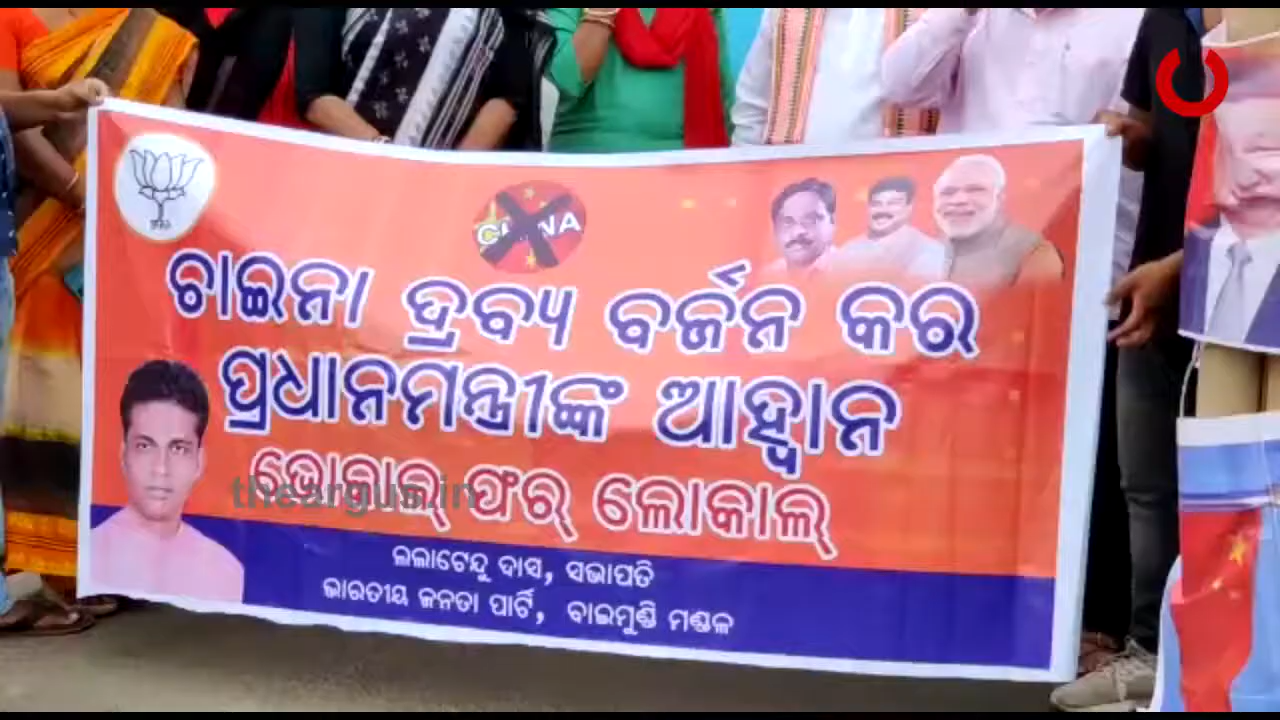 CHINA
ଚାଇନା ଦ୍ରବ୍ୟ ବର୍ଜନ କର
ପ୍ରଧାନମନ୍ତ୍ରୀଙ୍କ ଆହ୍ୱାନ
ଭୋକାଲ୍ ଫର୍ ଲୋକାଲ୍
theargus.in
ଲଲାଟେନ୍ଦୁ ଦାସ, ସଭାପତି
ଭାରତୀୟ ଜନତା ପାର୍ଟି, ବାଇମୁଣ୍ଡି ମଣ୍ଡଳ